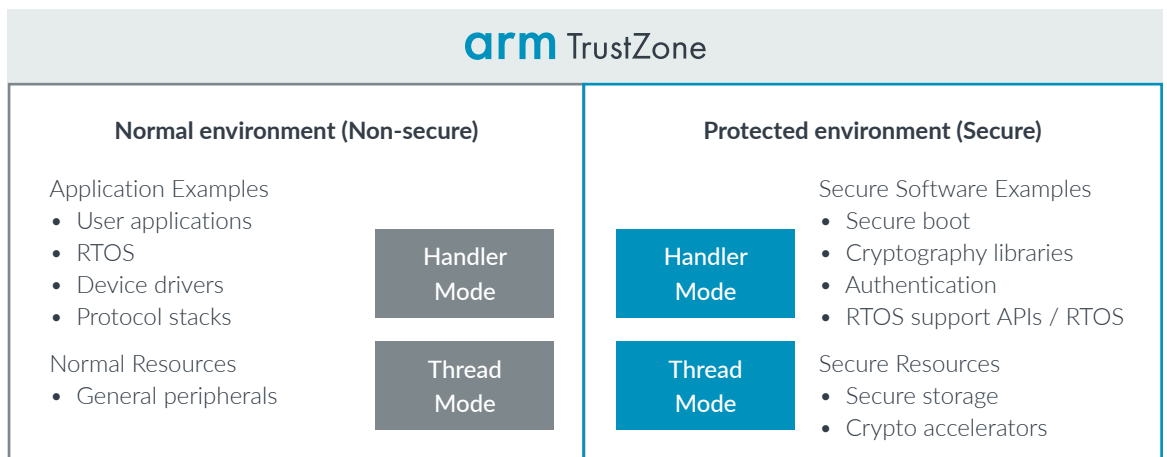 arm TrustZone
Normal environment (Non-secure)
Application Examples
• User applications
• RTOS
• Device drivers
• Protocol stacks
Normal Resources
• General peripherals
Handler
Mode
Thread
Mode
Protected environment (Secure)
Handler
Mode
Thread
Mode
Secure Software Examples
• Secure boot
• Cryptography libraries
• Authentication
• RTOS support APIs / RTOS
Secure Resources
• Secure storage
• Crypto accelerators